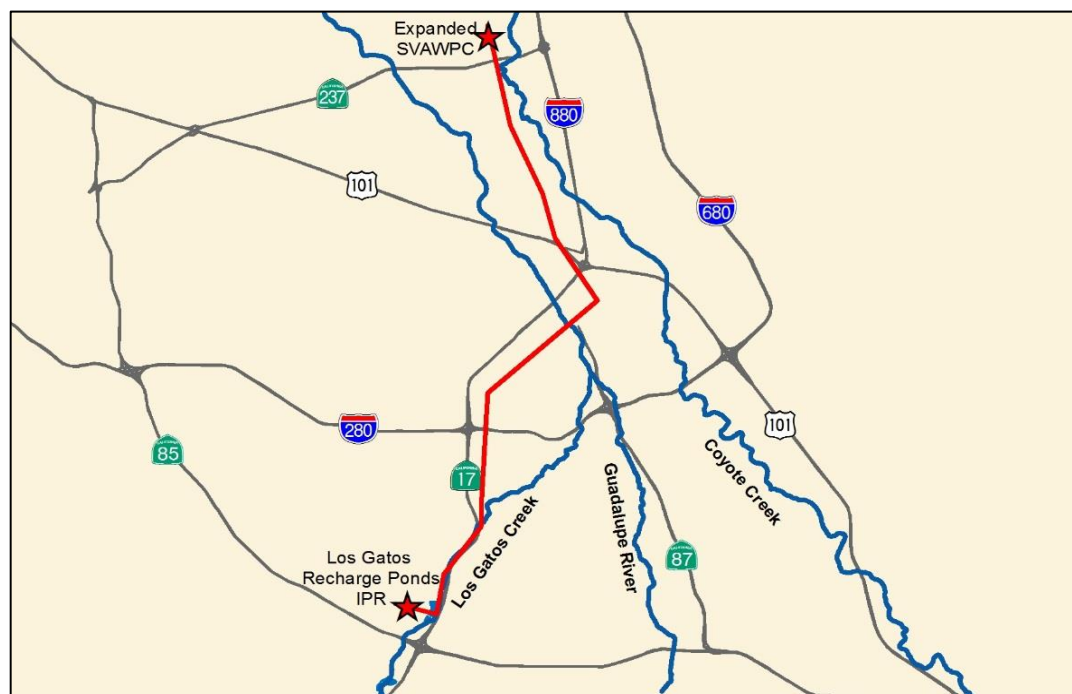 Expanded
SVAWPC
237
880
101
680
280
85
17
101
Coyote Creek
Guadalupe River
Los Gatos Creek
87
Los Gatos
Recharge Ponds
IPR